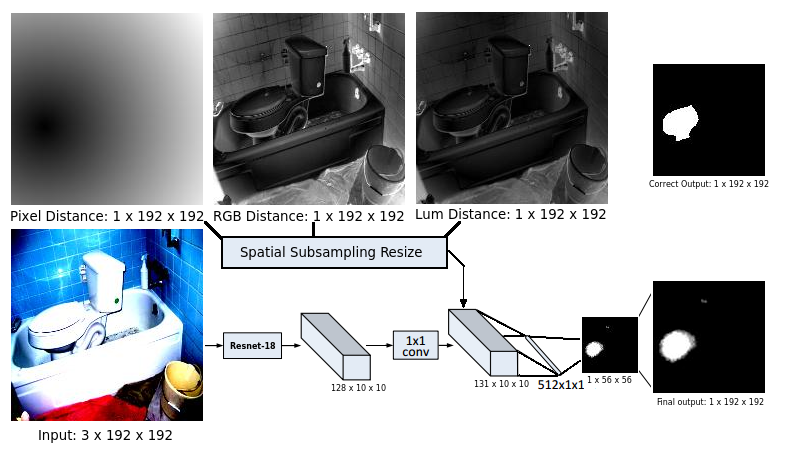 Pixel Distance: 1 x 192 x 192
RGB Distance: 1 x 192 x 192
Lum Distance: 1 x 192 x 192
Correct Output: 1 x 192 x 192
Spatial Subsampling Resize
Resnet-18
1x1
conv
128 x 10 x 10
131 x 10 x 10
512x1x1
1 x 56 x 56
Final output: 1 x 192 x 192
Input: 3 x 192 x 192